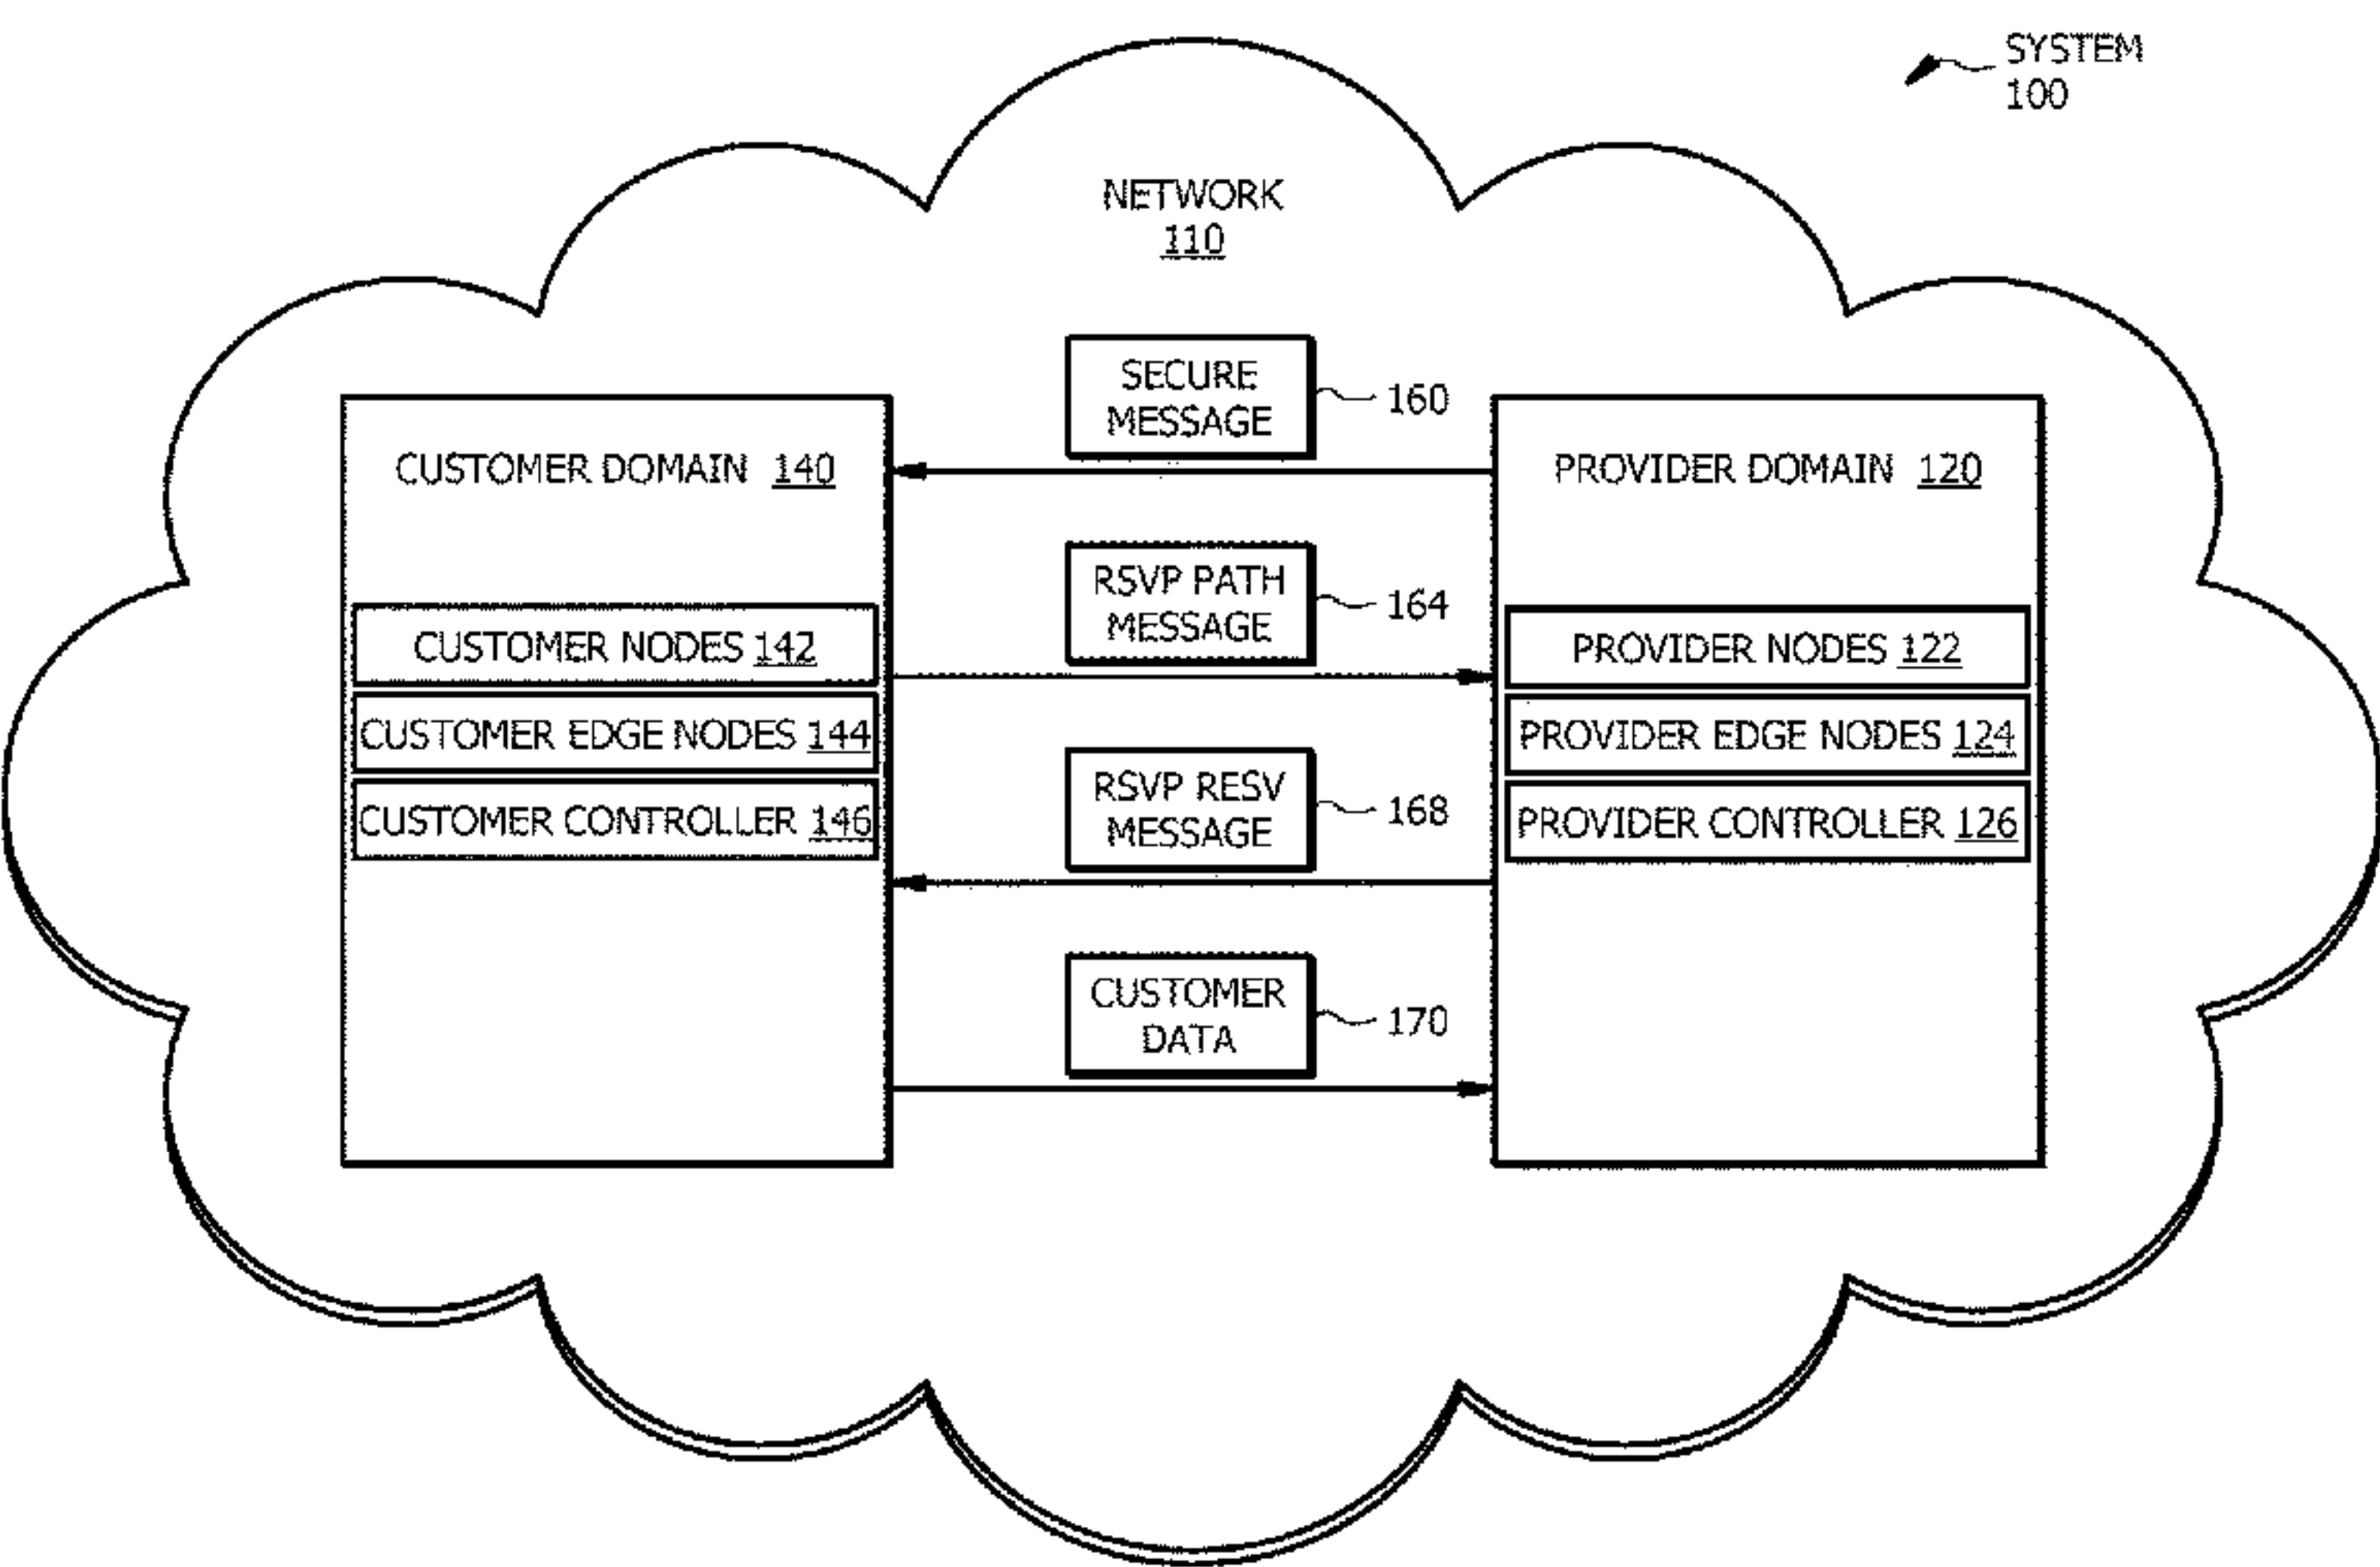 SYSTEM
100
NETWORK
110
CUSTOMER DOMAIN 140
CUSTOMER NODES 142
CUSTOMER EDGE NODES 144
CUSTOMER CONTROLLER 146
SECURE
MESSAGE
160
RSVP PATH
MESSAGE
164
RSVP RESV
MESSAGE
168
CUSTOMER
DATA
170
PROVIDER DOMAIN 120
PROVIDER NODES 122
PROVIDER EDGE NODES 124
PROVIDER CONTROLLER 126